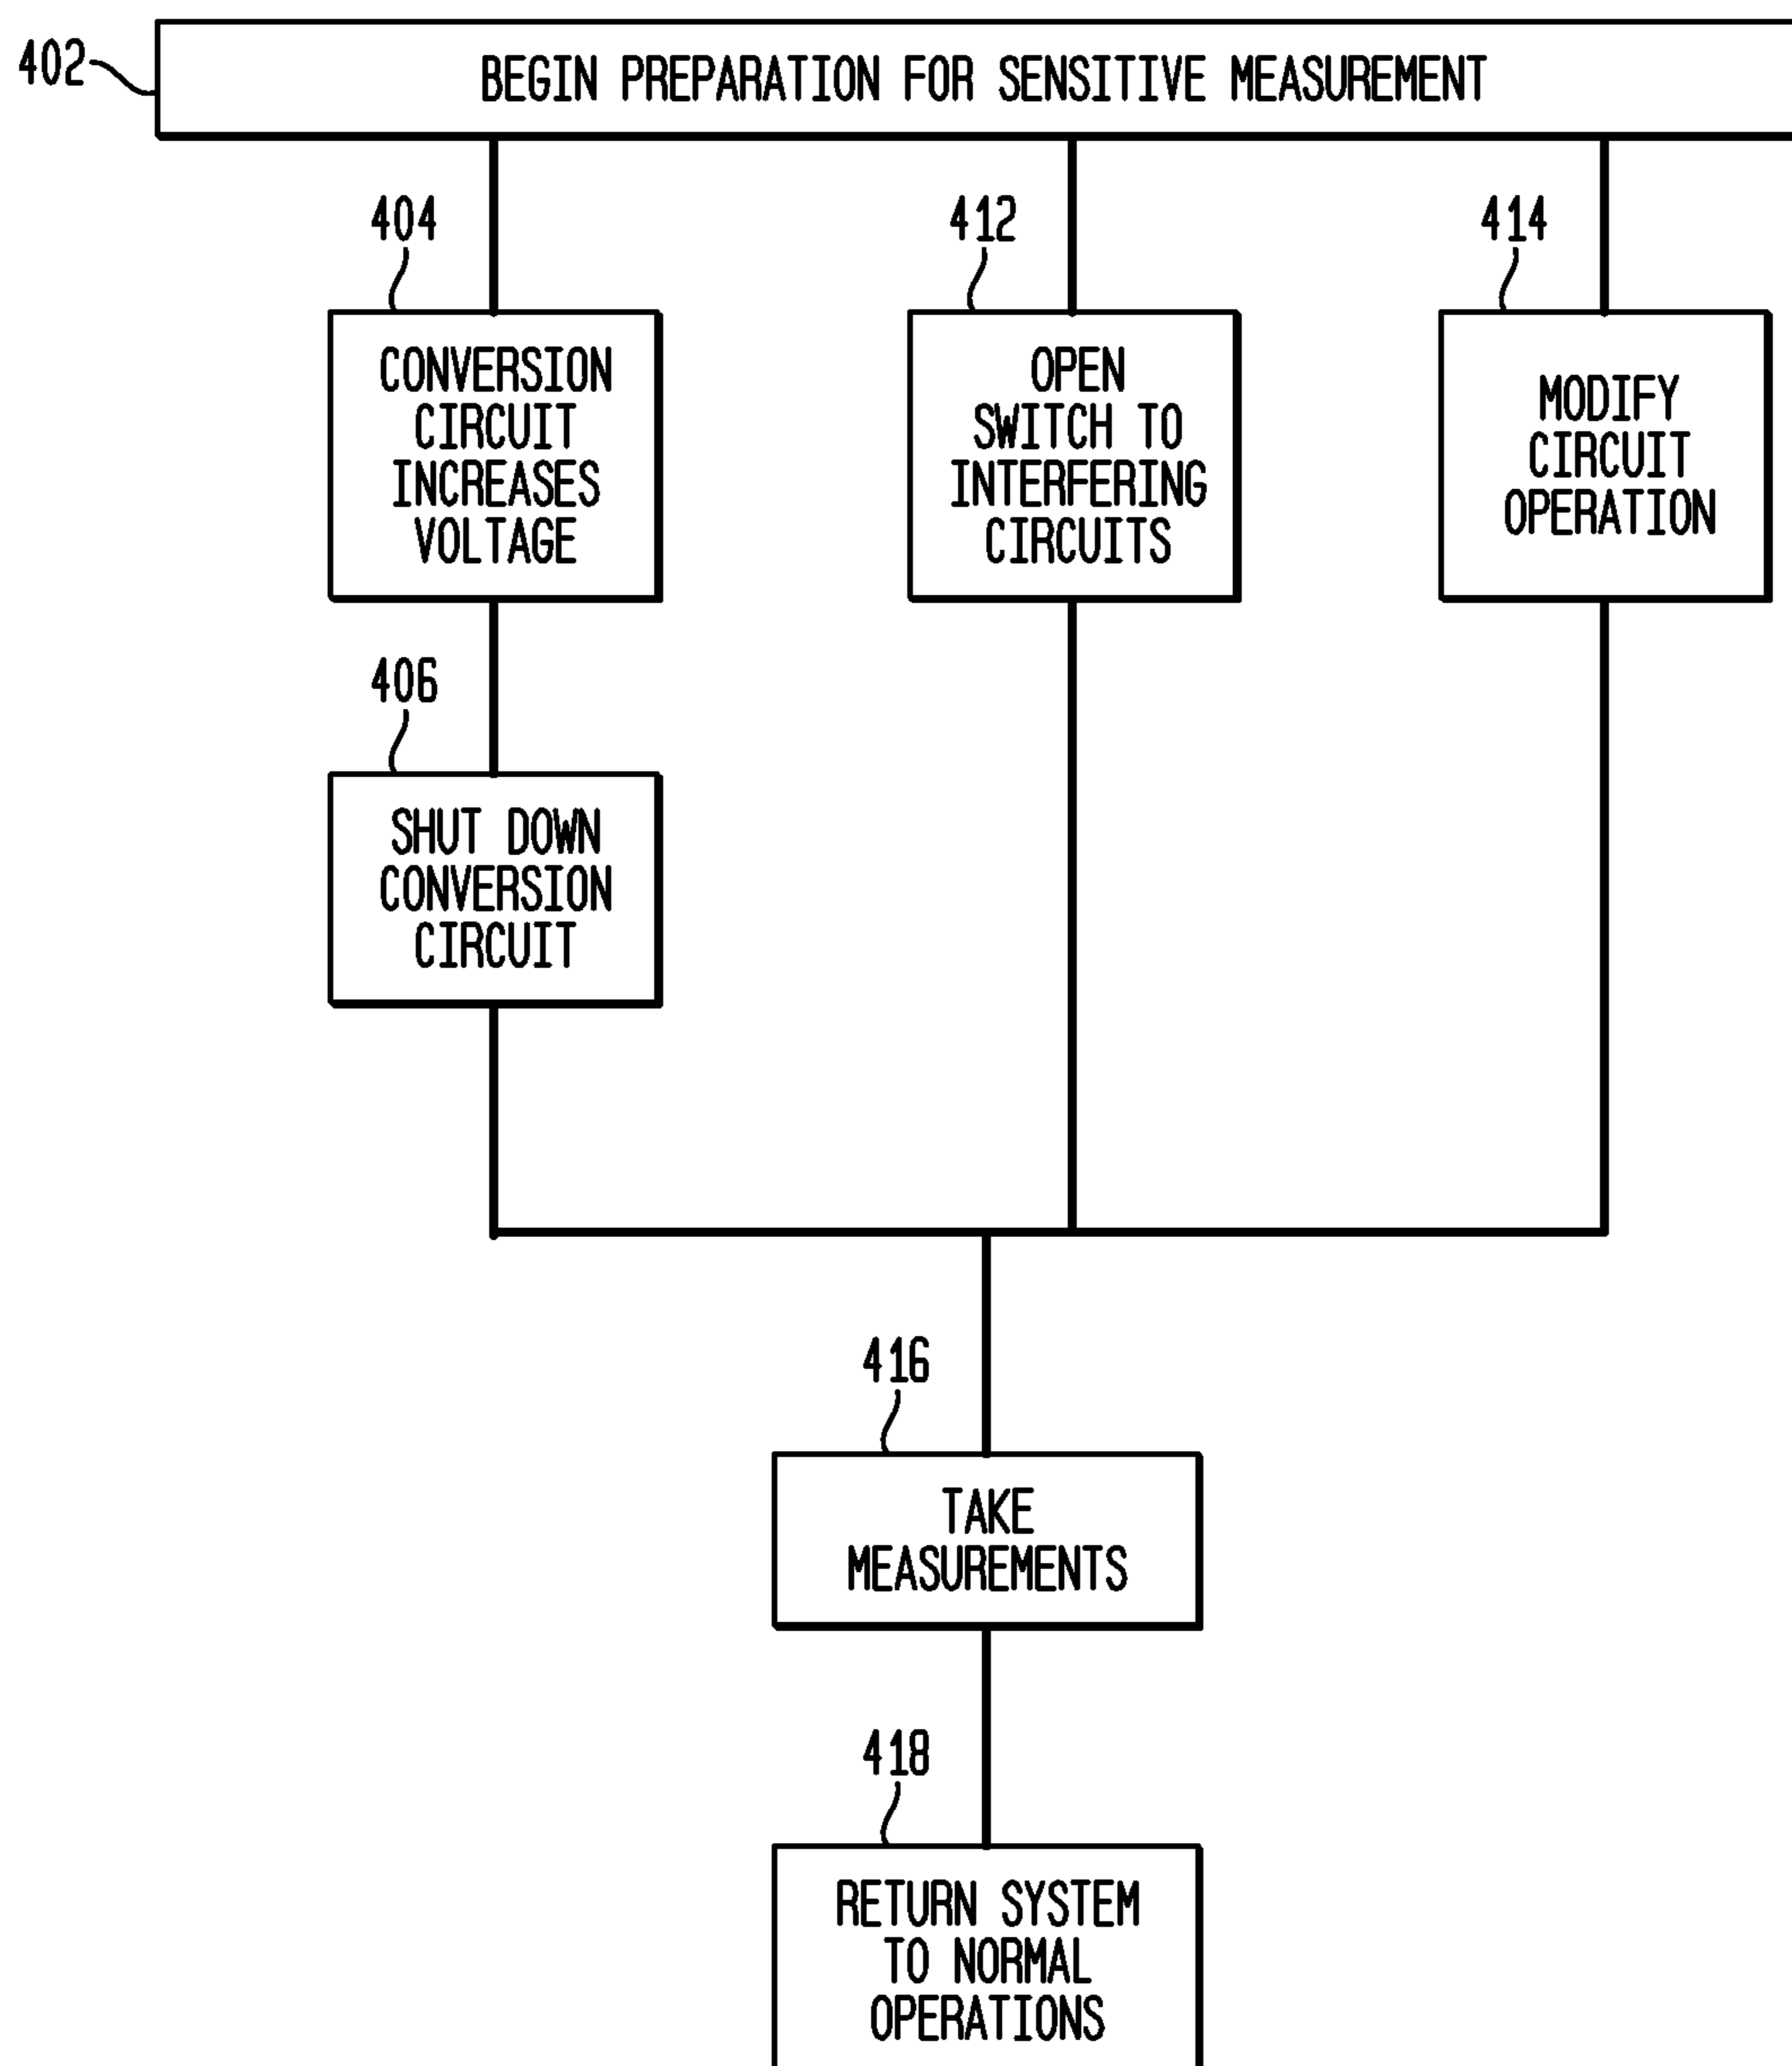 402
BEGIN PREPARATION FOR SENSITIVE MEASUREMENT
404
CONVERSION
CIRCUIT
INCREASES
VOLTAGE
412
OPEN
SWITCH TO
INTERFERING
CIRCUITS
414
MODIFY
CIRCUIT
OPERATION
406
SHUT DOWN
CONVERSION
CIRCUIT
416
TAKE
MEASUREMENTS
418
RETURN SYSTEM
TO NORMAL
OPERATIONS